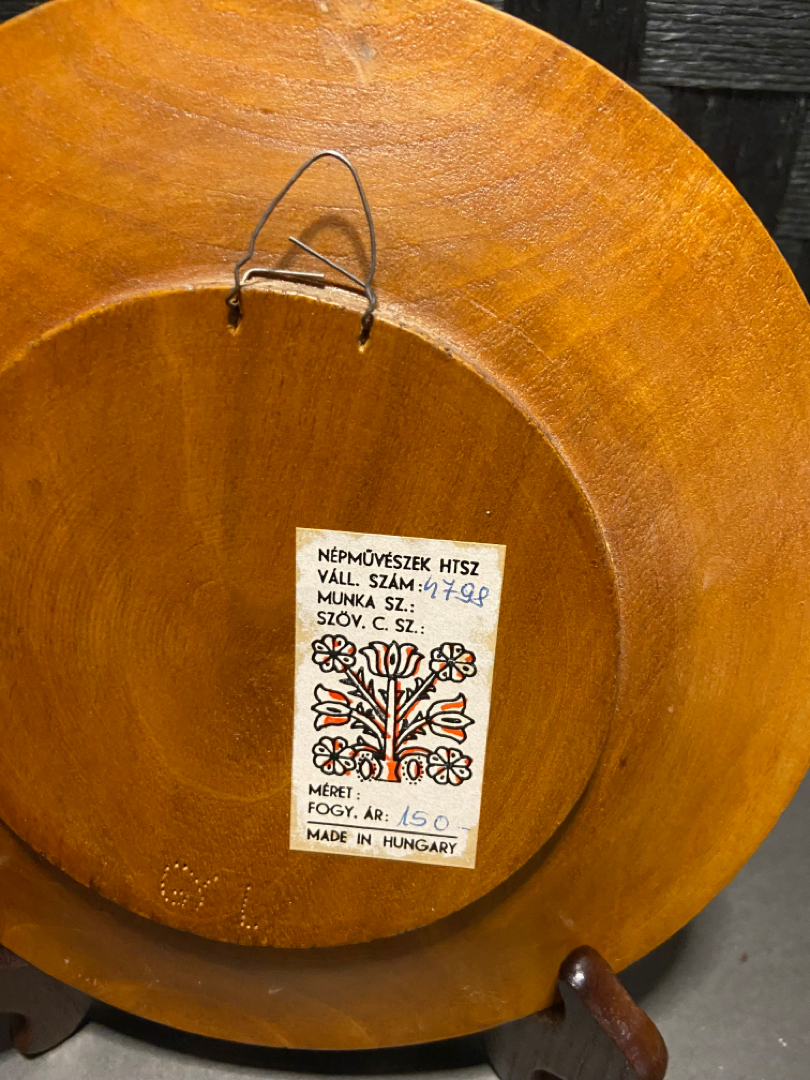 NÉPMŰVÉSZEK HTSZ
VÁLL. SZÁM: 4798
MUNKA SZ.:
SZÖV. C. SZ.:
MÉRET:
FOGY. ÁR: 150.-
MADE IN HUNGARY